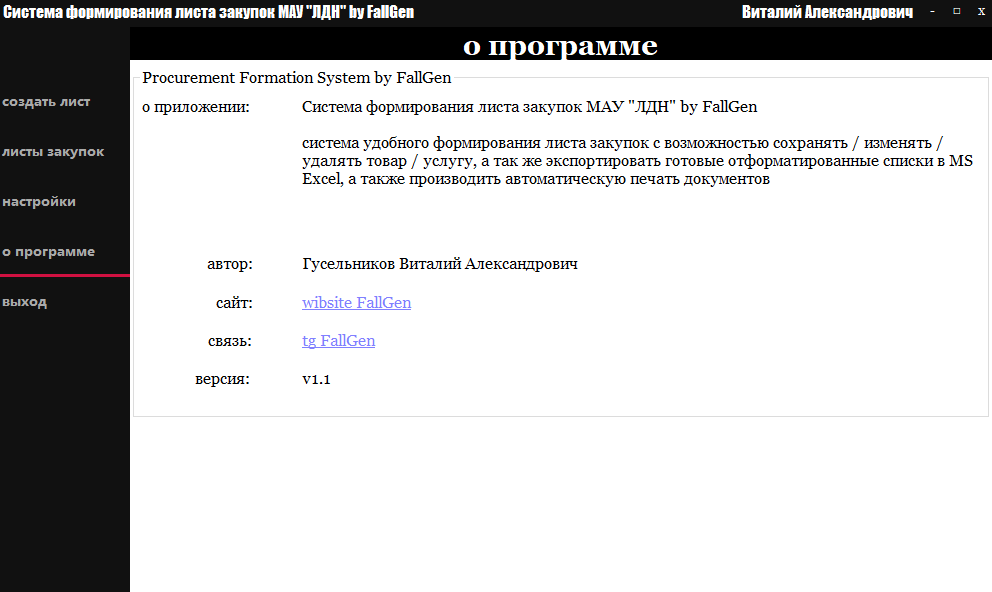 Система формирования листа закупок МАУ "ЛДН" by FallGen
Виталий Александрович - □ x
о программе
создать лист
листы закупок
настройки
о программе
выход
Procurement Formation System by FallGen
о приложении: Система формирования листа закупок МАУ "ЛДН" by FallGen
система удобного формирования листа закупок с возможностью сохранять / изменять /
удалять товар / услугу, а так же экспортировать готовые отформатированные списки в MS
Excel, а также производить автоматическую печать документов
автор: Гусельников Виталий Александрович
сайт: wibsite FallGen
связь: tg FallGen
версия: v1.1